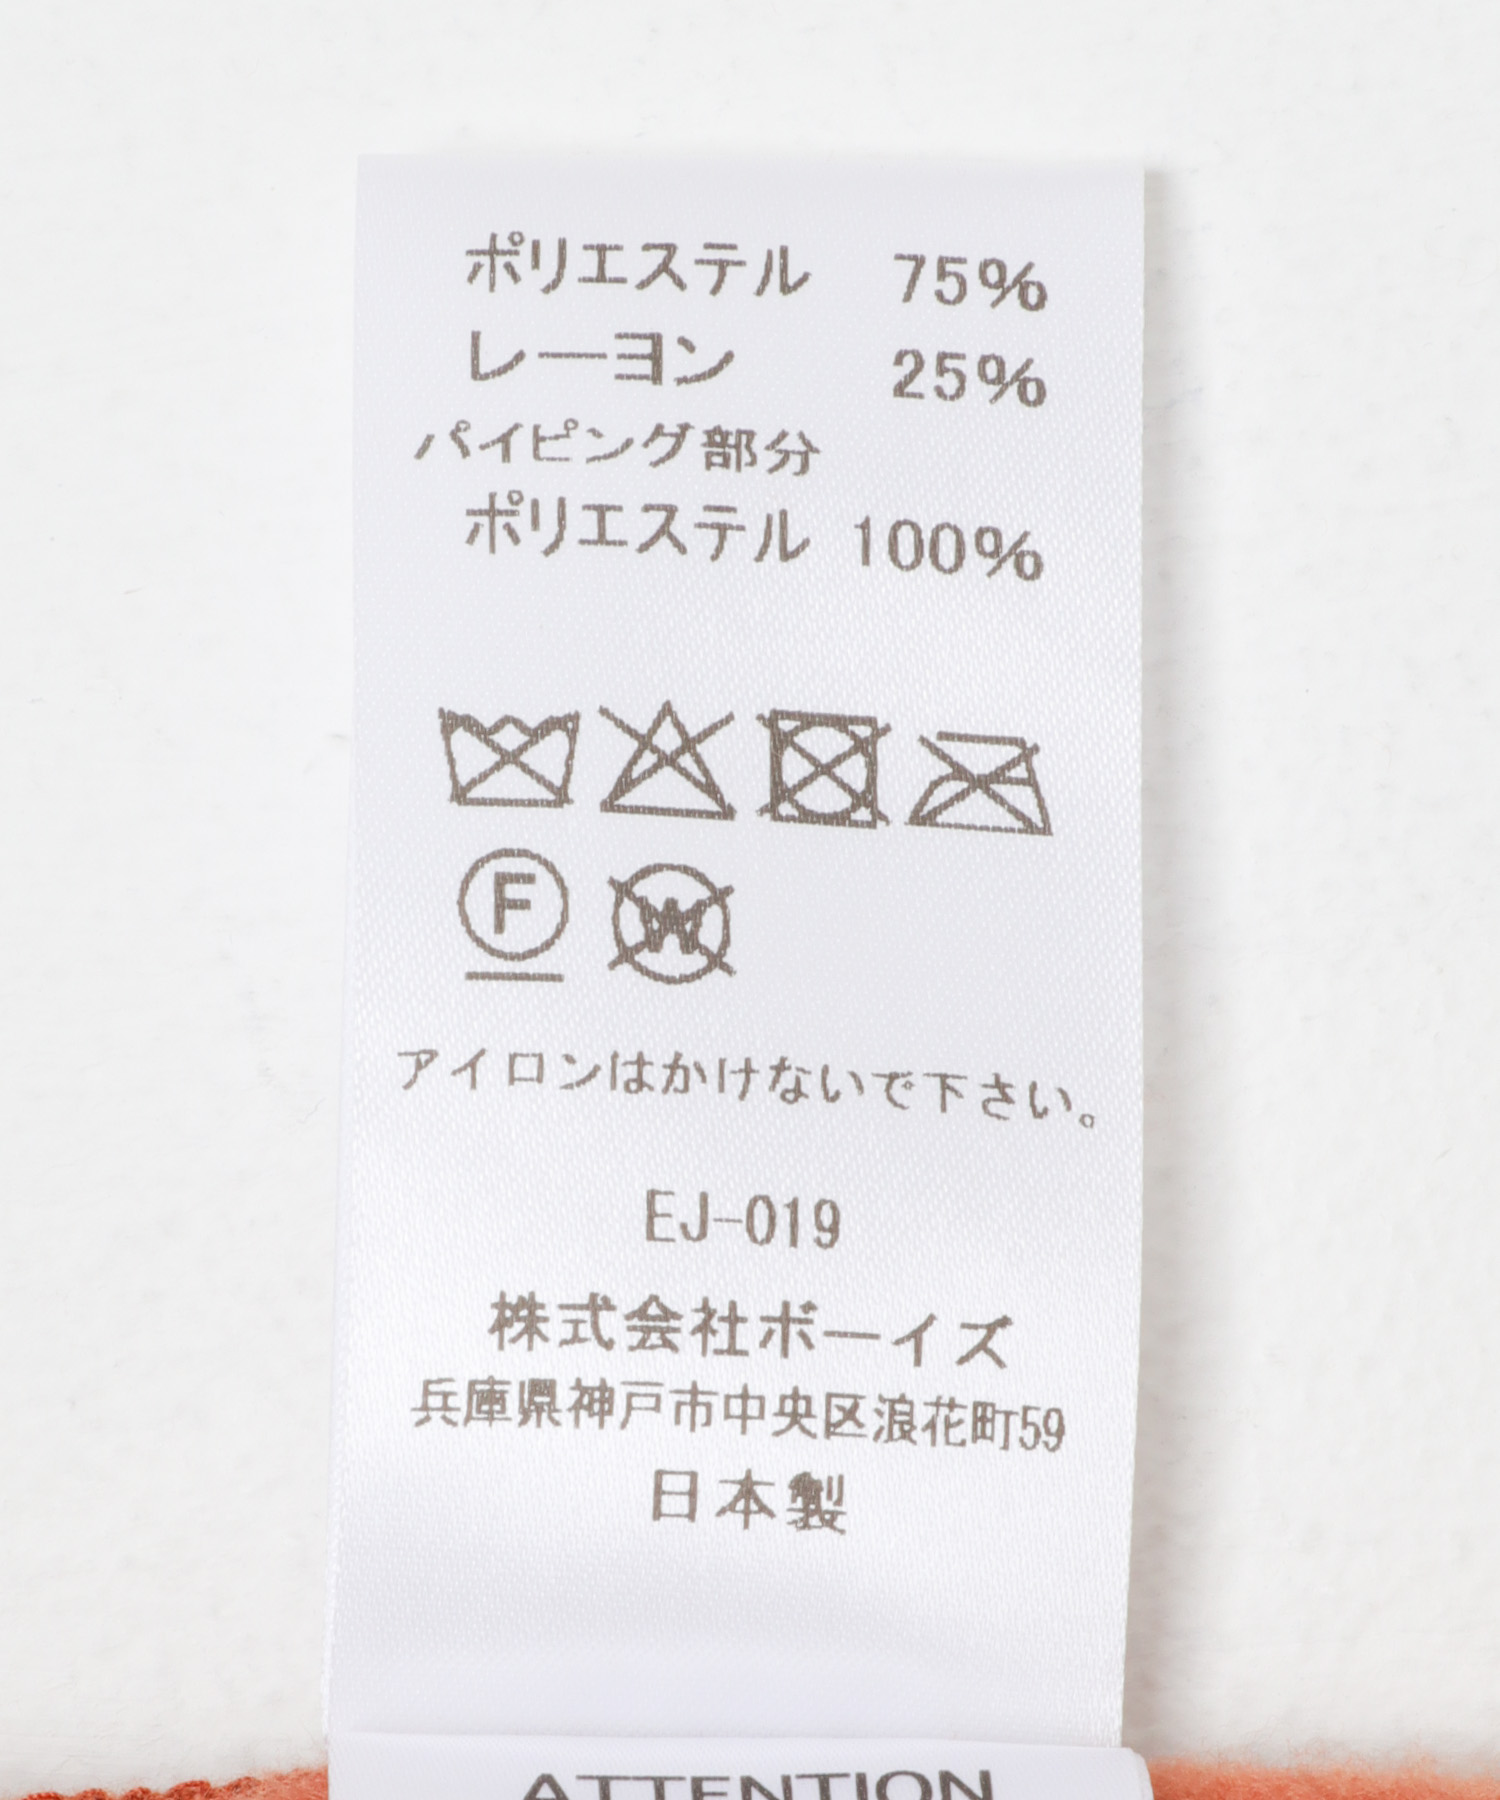 ポリエステル 75%
レーヨン 25%
パイピング部分
ポリエステル 100%
F W
アイロンはかけないで下さい。
EJ-019
株式会社ボーイズ
兵庫県神戸市中央区浪花町59
日本製
ATTENTION